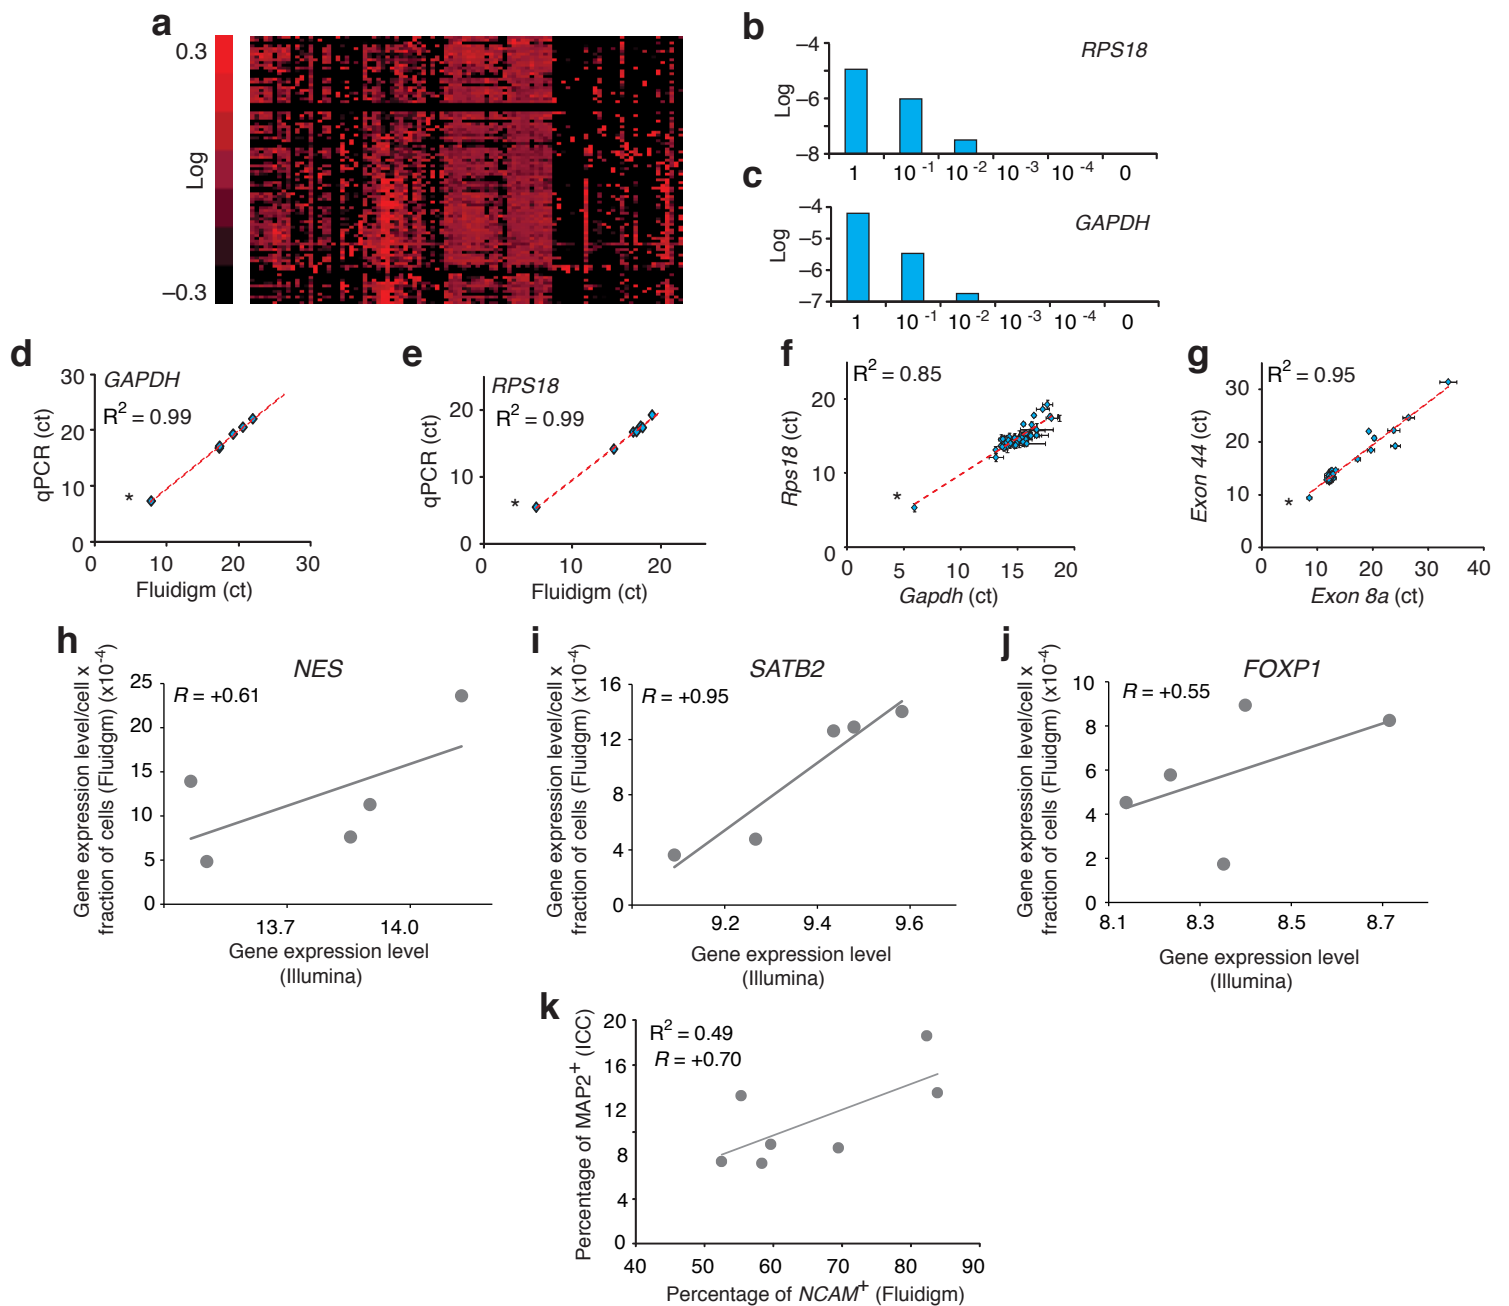 a
0.3
Log
–0.3
b
RPS18
Log
–4
–6
–8
1 10-1 10-2 10-3 10-4 0
c
GAPDH
Log
–4
–5
–6
–7
1 10-1 10-2 10-3 10-4 0
d
GAPDH
R2 = 0.99
qPCR (ct)
30
20
10
0
*
0 10 20 30
Fluidigm (ct)
e
RPS18
R2 = 0.99
qPCR (ct)
20
10
0
*
0 10 20
Fluidigm (ct)
f
R2 = 0.85
Rps18 (ct)
20
10
0
*
0 5 10 15 20
Gapdh (ct)
g
R2 = 0.95
Exon 44 (ct)
30
20
10
0
*
0 10 20 30 40
Exon 8a (ct)
h
NES
R = +0.61
Gene expression level/cell x
fraction of cells (Fluidgm) (x10-4)
25
20
15
10
5
0
13.7 14.0
Gene expression level
(Illumina)
i
SATB2
R = +0.95
Gene expression level/cell x
fraction of cells (Fluidgm) (x10-4)
16
12
8
4
0
9.2 9.4 9.6
Gene expression level
(Illumina)
j
FOXP1
R = +0.55
Gene expression level/cell x
fraction of cells (Fluidgm) (x10-4)
10
8
6
4
2
0
8.1 8.3 8.5 8.7
Gene expression level
(Illumina)
k
R2 = 0.49
R = +0.70
Percentage of MAP2+ (ICC)
20
16
12
8
4
0
40 50 60 70 80 90
Percentage of NCAM+ (Fluidigm)